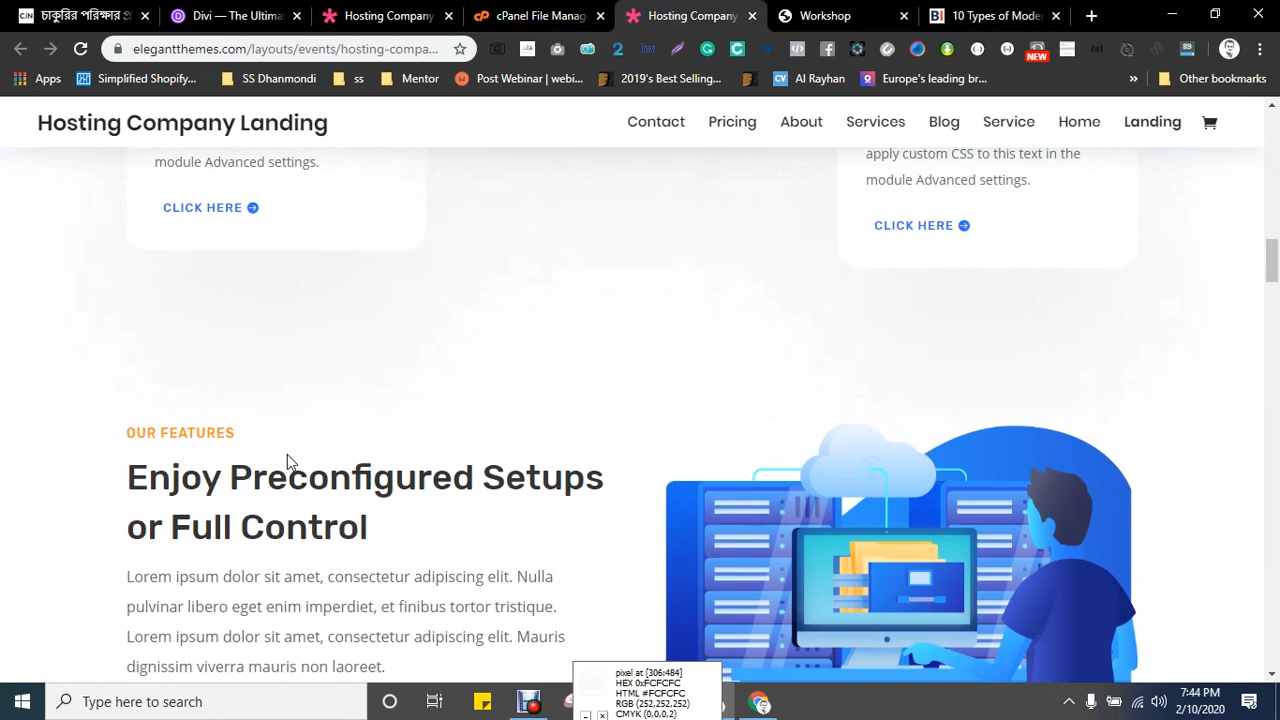 চাকুরির পরিক্ষার
Divi — The Ultima
Hosting Company
cPanel File Manag
Hosting Company
Workshop
10 Types of Mode
elegantthemes.com/layouts/events/hosting-compa...
NEW
89
Apps
Simplified Shopify...
SS Dhanmondi
ss
Mentor
Post Webinar | webi...
2019's Best Selling...
CV
Al Rayhan
Europe's leading br...
»
Other bookmarks
Hosting Company Landing
Contact
Pricing
About
Services
Blog
Service
Home
Landing
module Advanced settings.
CLICK HERE
apply custom CSS to this text in the
module Advanced settings.
CLICK HERE
OUR FEATURES
Enjoy Preconfigured Setups
or Full Control
Lorem ipsum dolor sit amet, consectetur adipiscing elit. Nulla
pulvinar libero eget enim imperdiet, et finibus tortor tristique.
Lorem ipsum dolor sit amet, consectetur adipiscing elit. Mauris
dignissim viverra mauris non laoreet.
pixel at [306:484]
HEX 0xFCFCFC
HTML #FCFCFC
RGB (252,252,252)
CMYK (0,0,0,2)
Type here to search
7:44 PM
2/10/2020